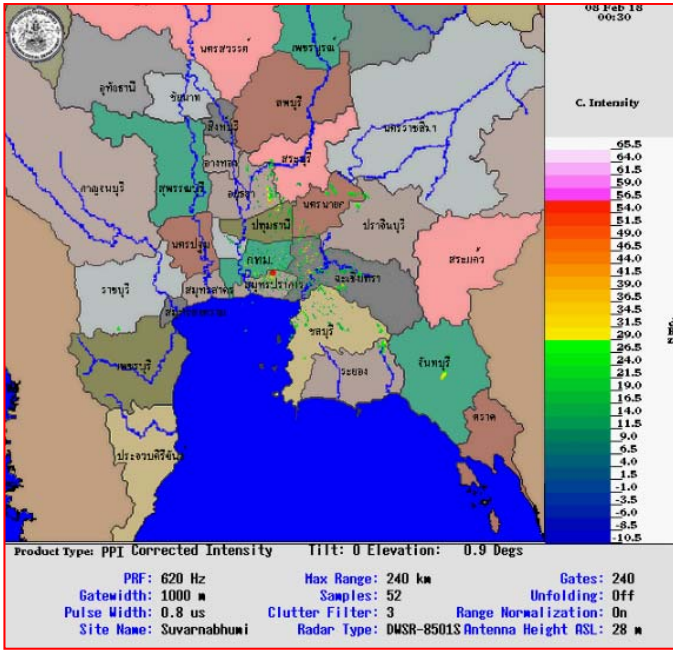 08 Feb 18
00:30
นครสวรรค์
เพชรบูรณ์
อุทัยธานี
ชัยนาท
ลพบุรี
สิงห์บุรี
นครราชสีมา
อ่างทอง
สระบุรี
กาญจนบุรี
สุพรรณบุรี
อยุธยา
นครนายก
ปราจีนบุรี
ปทุมธานี
นครปฐม
สระแก้ว
กทม.
ฉะเชิงเทรา
ราชบุรี
สมุทรสาคร
สมุทรปราการ
สมุทรสงคราม
ชลบุรี
เพชรบุรี
ระยอง
จันทบุรี
ตราด
ประจวบคีรีขันธ์
C. Intensity
65.5
64.0
61.5
59.0
56.5
54.0
51.5
49.0
46.5
44.0
41.5
39.0
36.5
34.0
31.5
29.0
26.5
24.0
21.5
19.0
16.5
14.0
11.5
9.0
6.5
4.0
1.5
-1.0
-3.5
-6.0
-8.5
-10.5
Product Type: PPI Corrected Intensity Tilt: 0 Elevation: 0.9 Degs
PRF: 620 Hz Max Range: 240 km Gates: 240
Gatewidth: 1000 m Samples: 52 Unfolding: Off
Pulse Width: 0.8 us Clutter Filter: 3 Range Normalization: On
Site Name: Suvarnabhumi Radar Type: DWSR-8501S Antenna Height ASL: 28 m